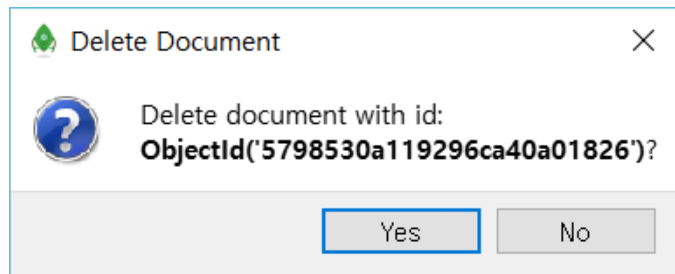 Delete Document
Delete document with id:
ObjectId('5798530a119296ca40a01826')?
Yes
No